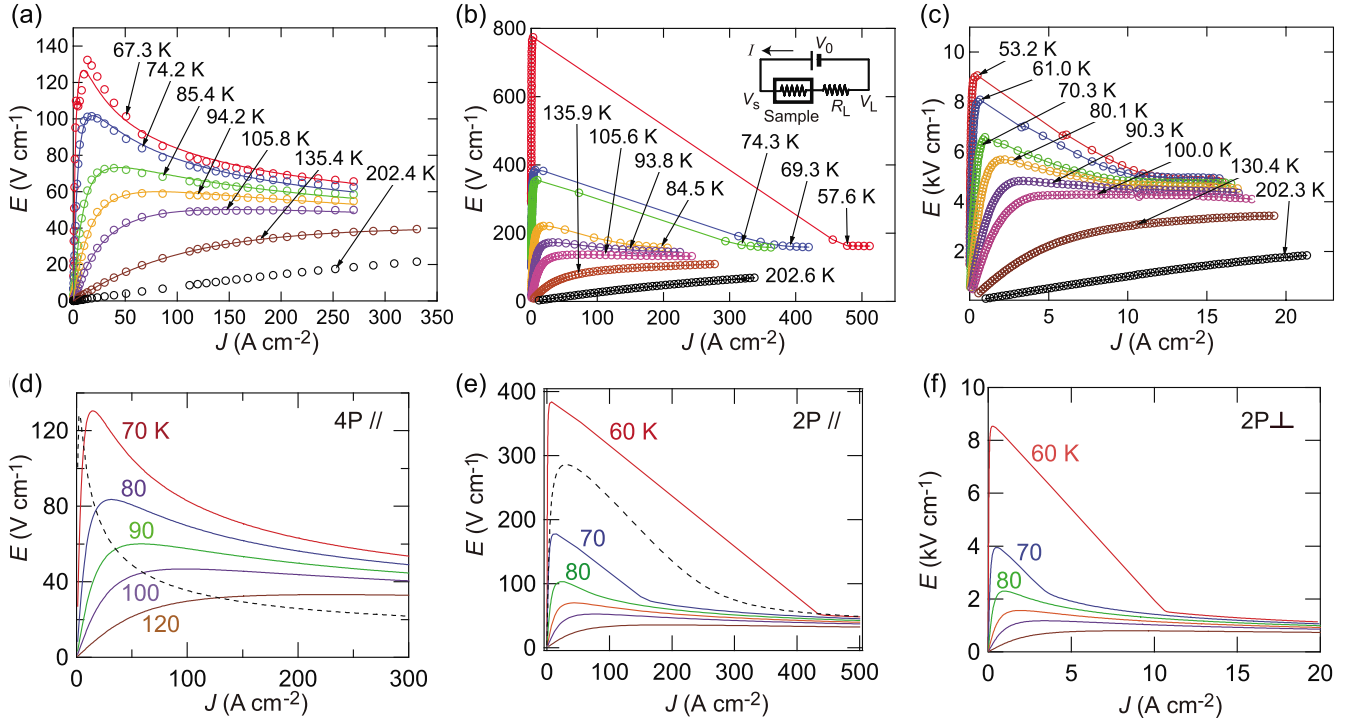 (a)
E (V cm⁻¹)
140
120
100
80
60
40
20
0
67.3 K
74.2 K
85.4 K
94.2 K
105.8 K
135.4 K
202.4 K
0 50 100 150 200 250 300 350
J (A cm⁻²)
(b)
E (V cm⁻¹)
800
600
400
200
0
I
V0
VS
Sample
RL
VL
135.9 K
105.6 K
93.8 K
84.5 K
74.3 K
69.3 K
57.6 K
202.6 K
0 100 200 300 400 500
J (A cm⁻²)
(c)
E (kV cm⁻¹)
10
8
6
4
2
53.2 K
61.0 K
70.3 K
80.1 K
90.3 K
100.0 K
130.4 K
202.3 K
0 5 10 15 20
J (A cm⁻²)
(d)
4P //
E (V cm⁻¹)
120
80
40
0
70 K
80
90
100
120
0 100 200 300
J (A cm⁻²)
(e)
2P //
E (V cm⁻¹)
400
300
200
100
0
60 K
70
80
0 100 200 300 400 500
J (A cm⁻²)
(f)
2P⊥
E (kV cm⁻¹)
10
8
6
4
2
0
60 K
70
80
0 5 10 15 20
J (A cm⁻²)